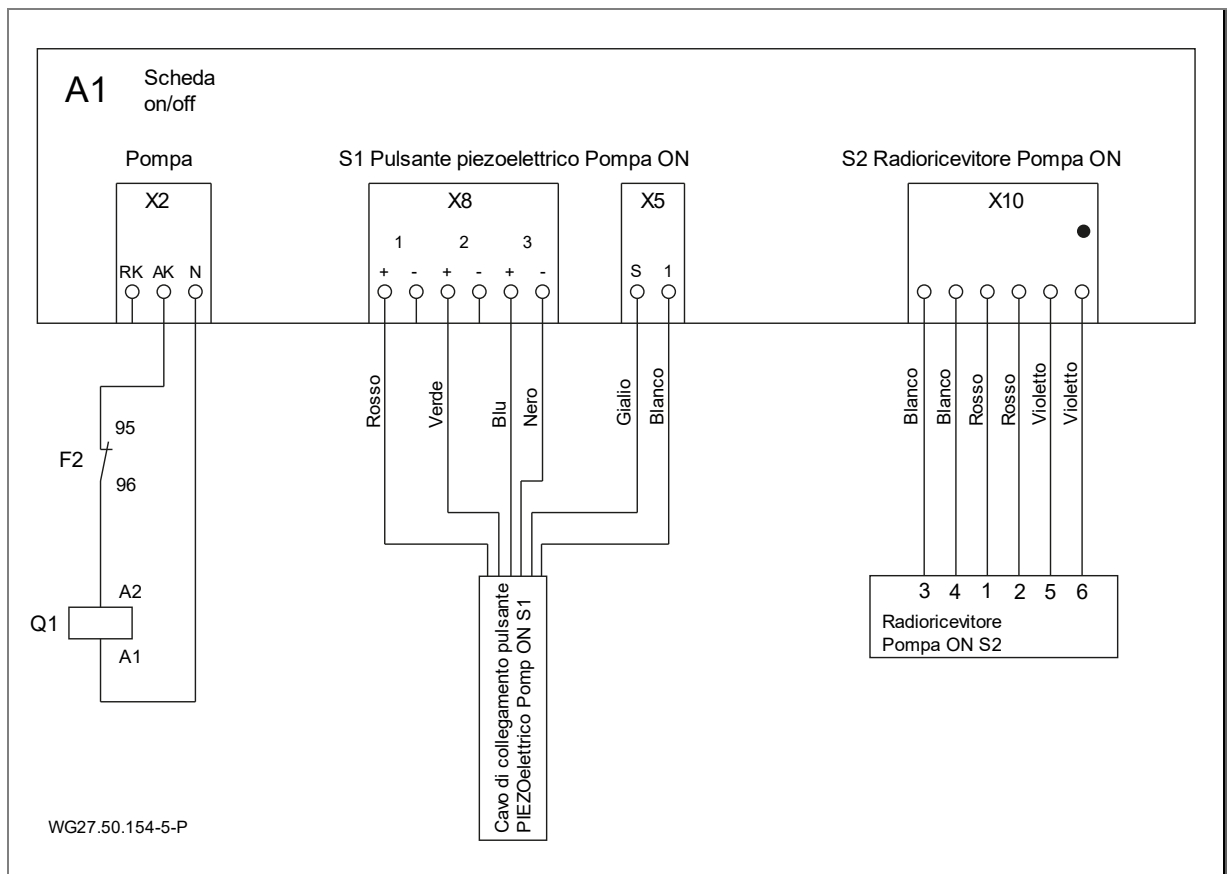 A1
Scheda
on/off
Pompa
S1 Pulsante piezoelettrico Pompa ON
S2 Radioricevitore Pompa ON
X2
X8
X5
X10
1 2 3
RK AK N
+ - + - + -
S 1
Rosso
Verde
Blu
Nero
Gialio
Blanco
Blanco
Blanco
Rosso
Rosso
Violetto
Violetto
95
F2
96
A2
Q1
A1
Cavo di collegamento pulsante
PIEZOelettrico Pomp ON S1
3 4 1 2 5 6
Radioricevitore
Pompa ON S2
WG27.50.154-5-P